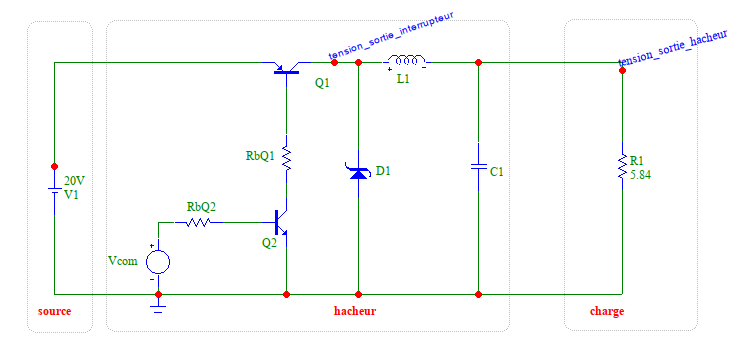 tension_sortie_interrupteur
tension_sortie_hacheur
Q1
L1
+ -
RbQ1
D1
C1
R1
5.84
20V
V1
RbQ2
Q2
Vcom
+
-
source
hacheur
charge